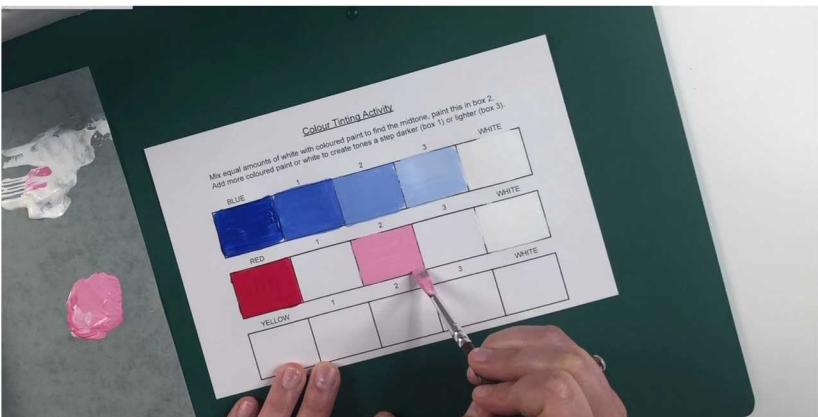 Colour Tinting Activity
Mix equal amounts of white with coloured paint to find the midtone, paint this in box 2.
Add more coloured paint or white to create tones a step darker (box 1) or lighter (box 3).
BLUE 1 2 3 WHITE
RED 1 2 3 WHITE
YELLOW 1 2 3 WHITE